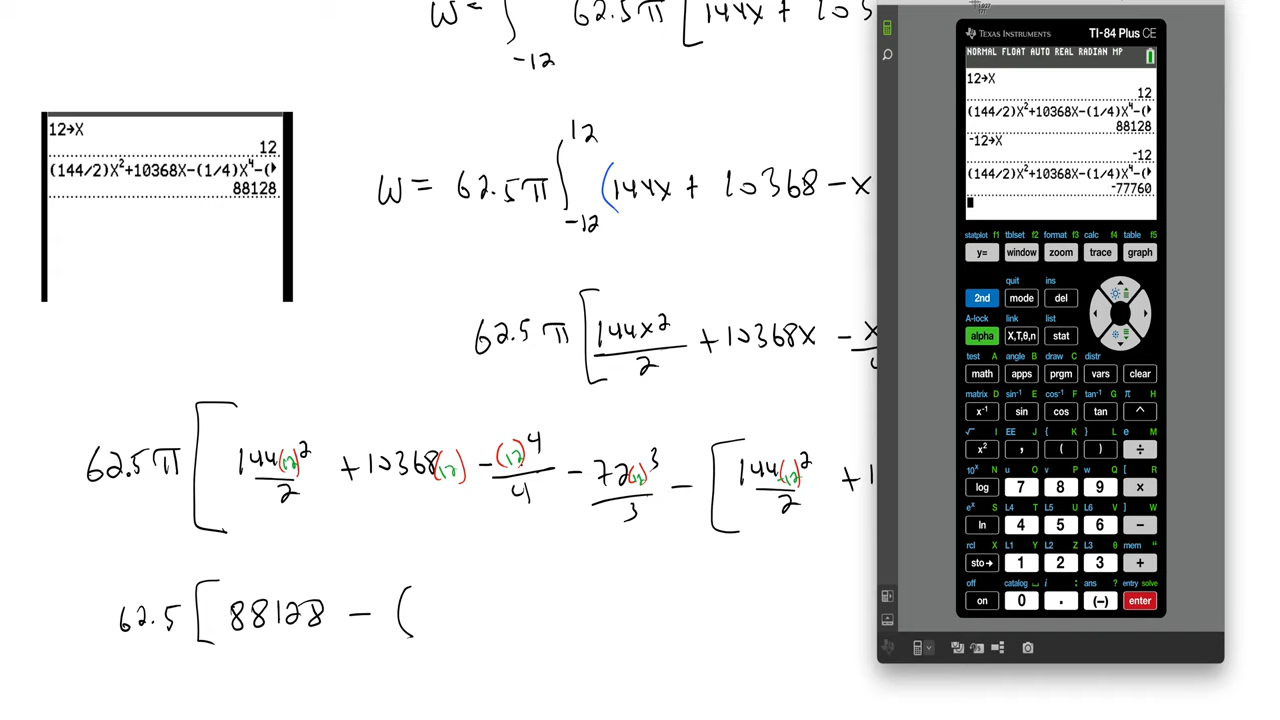 W = ∫ 62.5π [144x + 103
-12
TEXAS INSTRUMENTS TI-84 Plus CE
NORMAL FLOAT AUTO REAL RADIAN MP
12→X
12
(144/2)X²+10368X-(1/4)X⁴-(
88128
-12→X
-12
(144/2)X²+10368X-(1/4)X⁴-(
-77760
12→X
12
(144/2)X²+10368X-(1/4)X⁴-(
88128
12
W = 62.5π ∫ (144x + 10368 - x
-12
62.5π [144x2/2 + 10368x - x
62.5π [144(12)²/2 + 10368(12) - (12)⁴/4 - 72(12)³/3 - [144(12)²/2 + 1
62.5 [88128 - (
statplot f1 tblset f2 format f3 calc f4 table f5
y= window zoom trace graph
quit ins
2nd mode del
A-lock link list
alpha X,T,θ,n stat
test A angle B draw C distr
math apps prgm vars clear
matrix D sin⁻¹ E cos⁻¹ F tan⁻¹ G π H
x⁻¹ sin cos tan ^
√ I EE J { K } L e M
x² , ( ) ÷
10ˣ N u O v P w Q [ R
log 7 8 9 ×
eˣ S L4 T L5 U L6 V ] W
ln 4 5 6 −
rcl X L1 Y L2 Z L3 θ mem "
sto→ 1 2 3 +
off catalog i : ans ? entry solve
on 0 . (−) enter